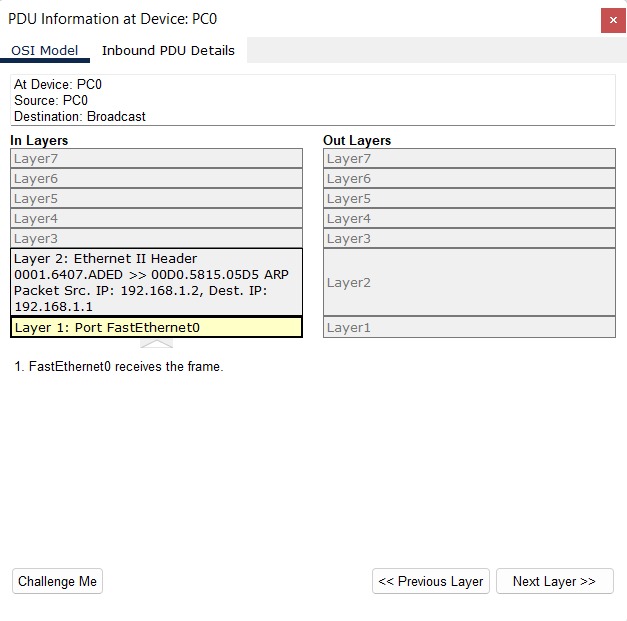 PDU Information at Device: PC0
×
OSI Model
Inbound PDU Details
At Device: PC0
Source: PC0
Destination: Broadcast
In Layers
Layer7
Layer6
Layer5
Layer4
Layer3
Layer 2: Ethernet II Header
0001.6407.ADED >> 00D0.5815.05D5 ARP
Packet Src. IP: 192.168.1.2, Dest. IP:
192.168.1.1
Layer 1: Port FastEthernet0
Out Layers
Layer7
Layer6
Layer5
Layer4
Layer3
Layer2
Layer1
1. FastEthernet0 receives the frame.
Challenge Me
<< Previous Layer
Next Layer >>